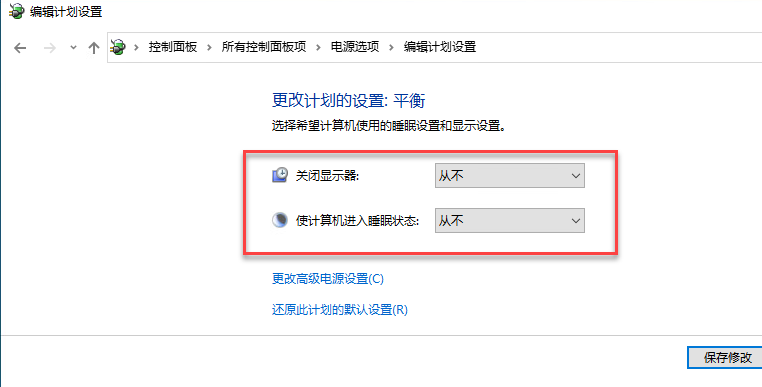 编辑计划设置
控制面板 > 所有控制面板项 > 电源选项 > 编辑计划设置
更改计划的设置: 平衡
选择希望计算机使用的睡眠设置和显示设置。
关闭显示器: 从不
使计算机进入睡眠状态: 从不
更改高级电源设置(C)
还原此计划的默认设置(R)
保存修改